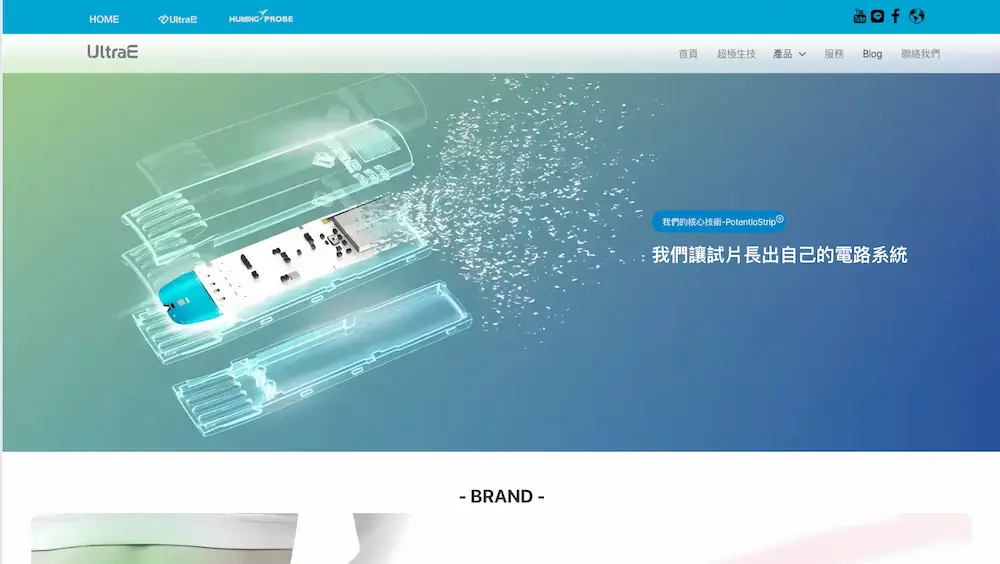 HOME
UltraE
HUMING PROBE
UltraE
首頁
超極生技
產品
服務
Blog
聯絡我們
我們的核心技術-PotentioStrip®
我們讓試片長出自己的電路系統
- BRAND -